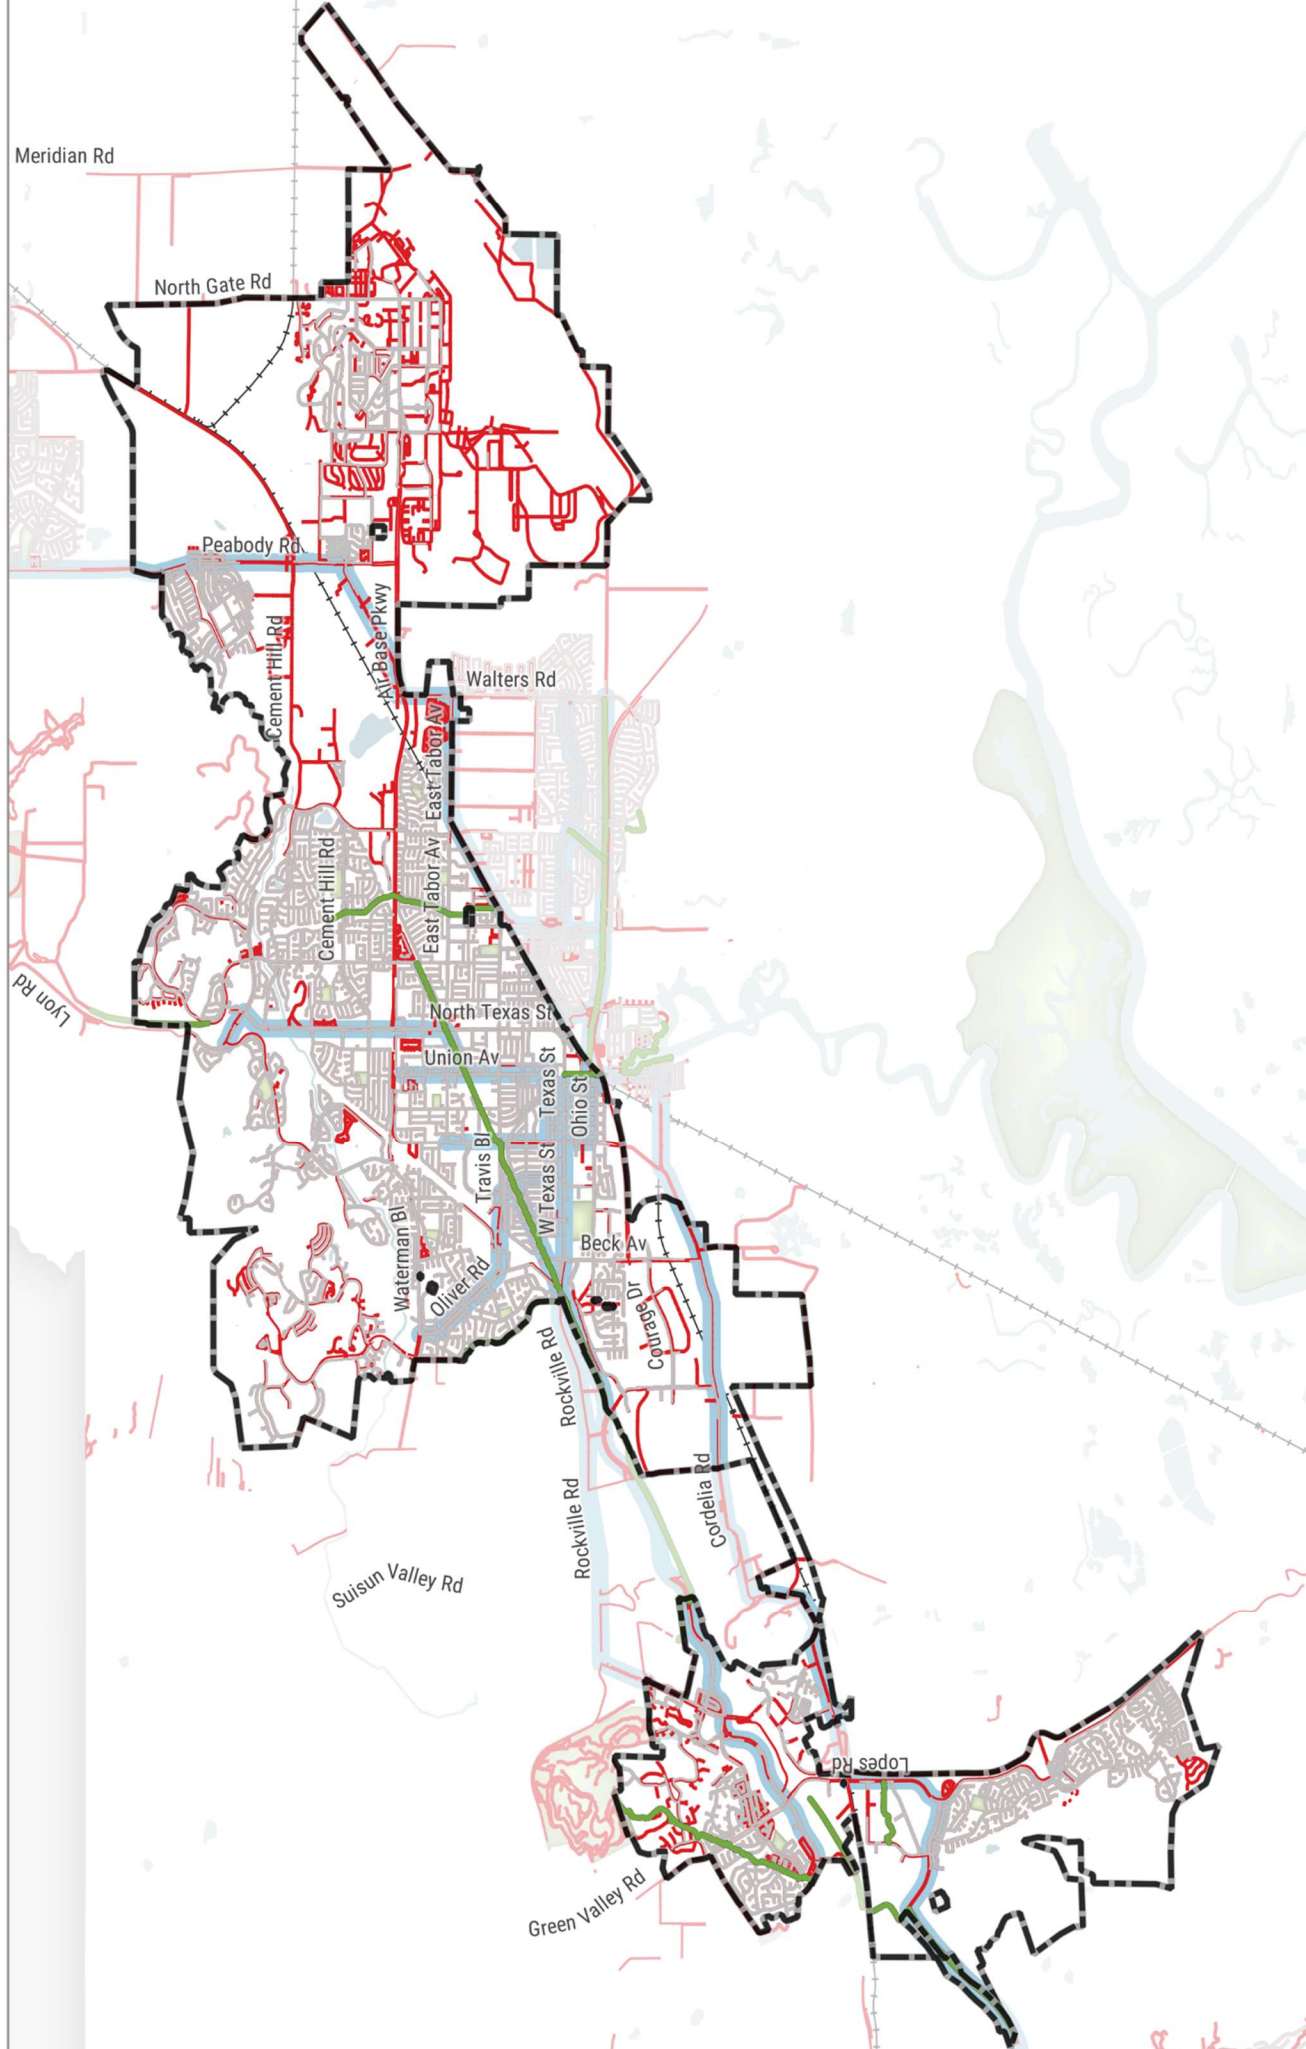 Meridian Rd
North Gate Rd
Peabody Rd
Air Base Pkwy
Cement Hill Rd
Walters Rd
East Tabor Av
Cement Hill Rd
East Tabor Av
Lyon Rd
North Texas St
Union Av
Texas St
Ohio St
Travis Bl
W Texas St
Waterman Bl
Beck Av
Oliver Rd
Courage Dr
Rockville Rd
Rockville Rd
Cordelia Rd
Suisun Valley Rd
Lopes Rd
Green Valley Rd